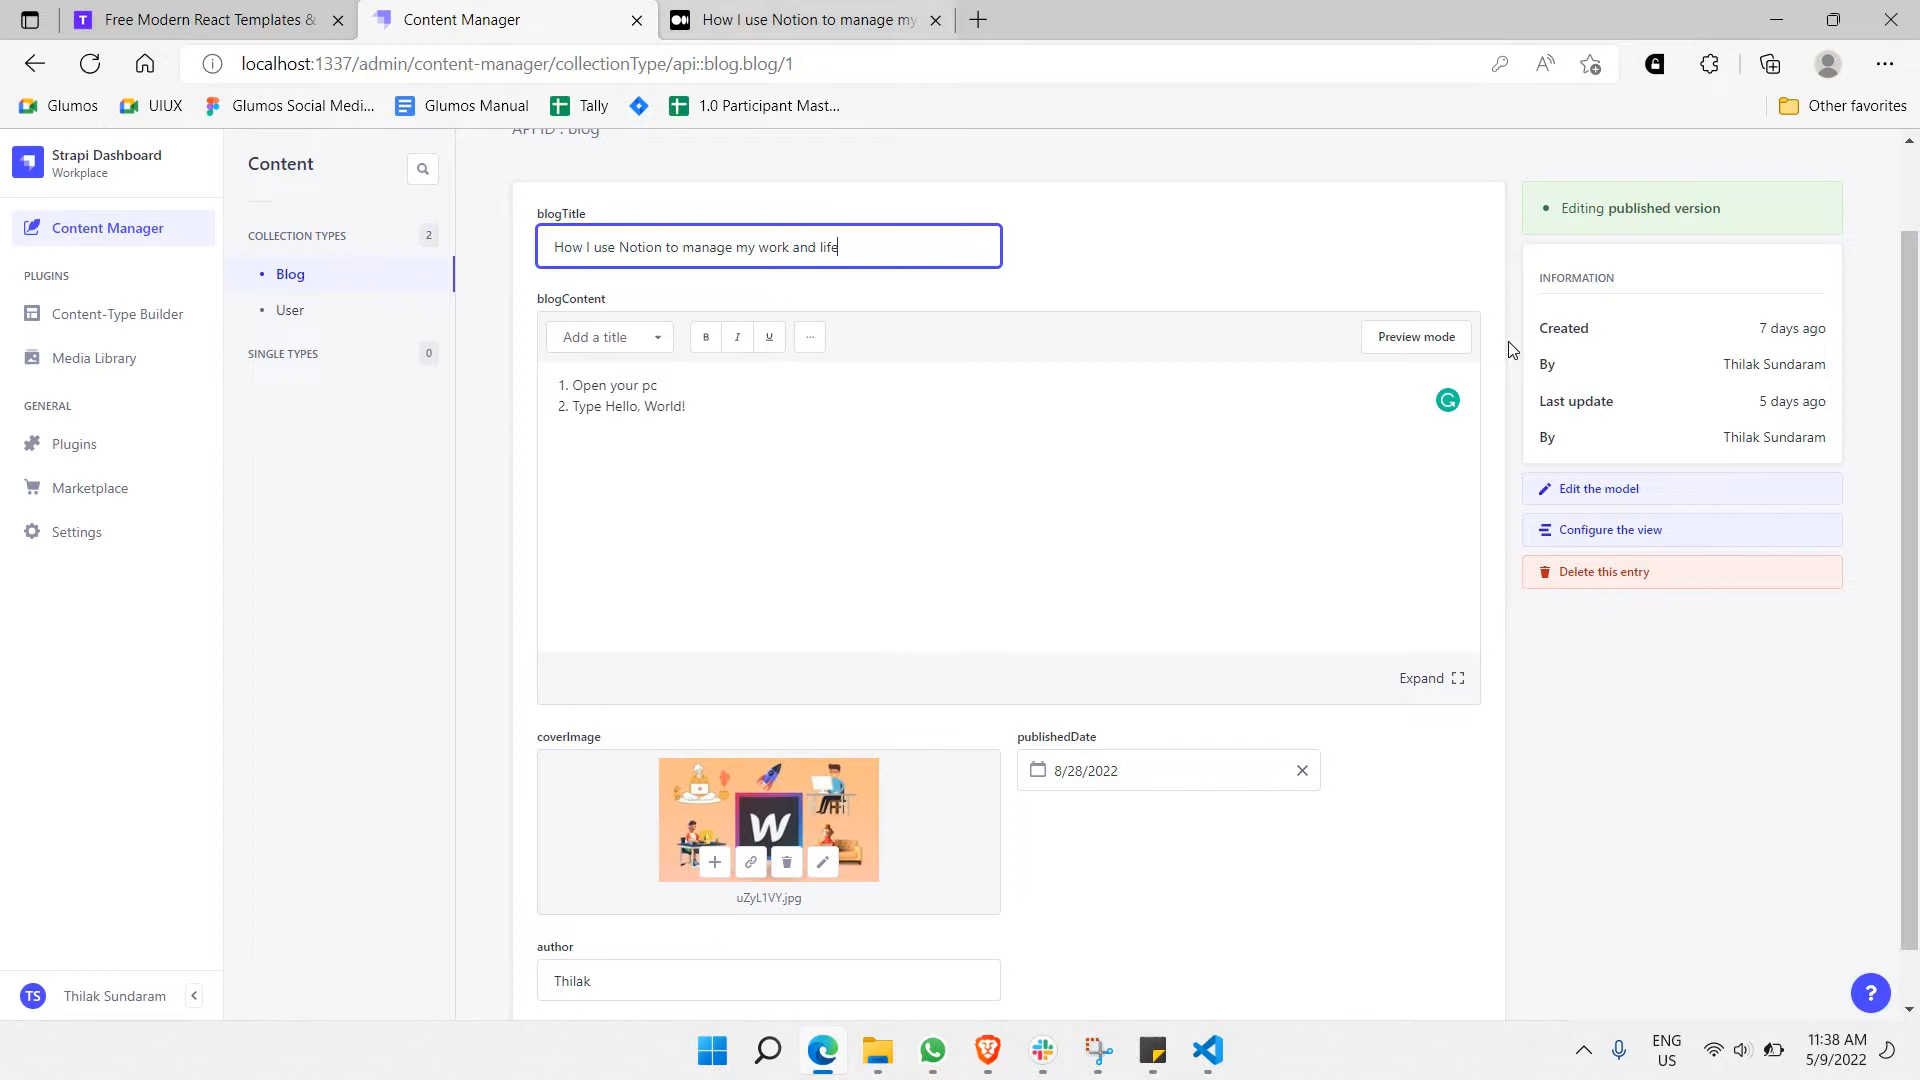 Free Modern React Templates &
Content Manager
How I use Notion to manage my
localhost:1337/admin/content-manager/collectionType/api::blog.blog/1
Glumos
UIUX
Glumos Social Medi...
Glumos Manual
Tally
1.0 Participant Mast...
Other favorites
Strapi Dashboard
Workplace
Content Manager
PLUGINS
Content-Type Builder
Media Library
GENERAL
Plugins
Marketplace
Settings
TS
Thilak Sundaram
Content
COLLECTION TYPES
2
Blog
User
SINGLE TYPES
0
API ID : blog
blogTitle
How I use Notion to manage my work and life
blogContent
Add a title
B
I
U
...
Preview mode
1. Open your pc
2. Type Hello, World!
Expand
coverImage
W
uZyL1VY.jpg
publishedDate
8/28/2022
author
Thilak
Editing published version
INFORMATION
Created
7 days ago
By
Thilak Sundaram
Last update
5 days ago
By
Thilak Sundaram
Edit the model
Configure the view
Delete this entry
?
ENG
US
11:38 AM
5/9/2022